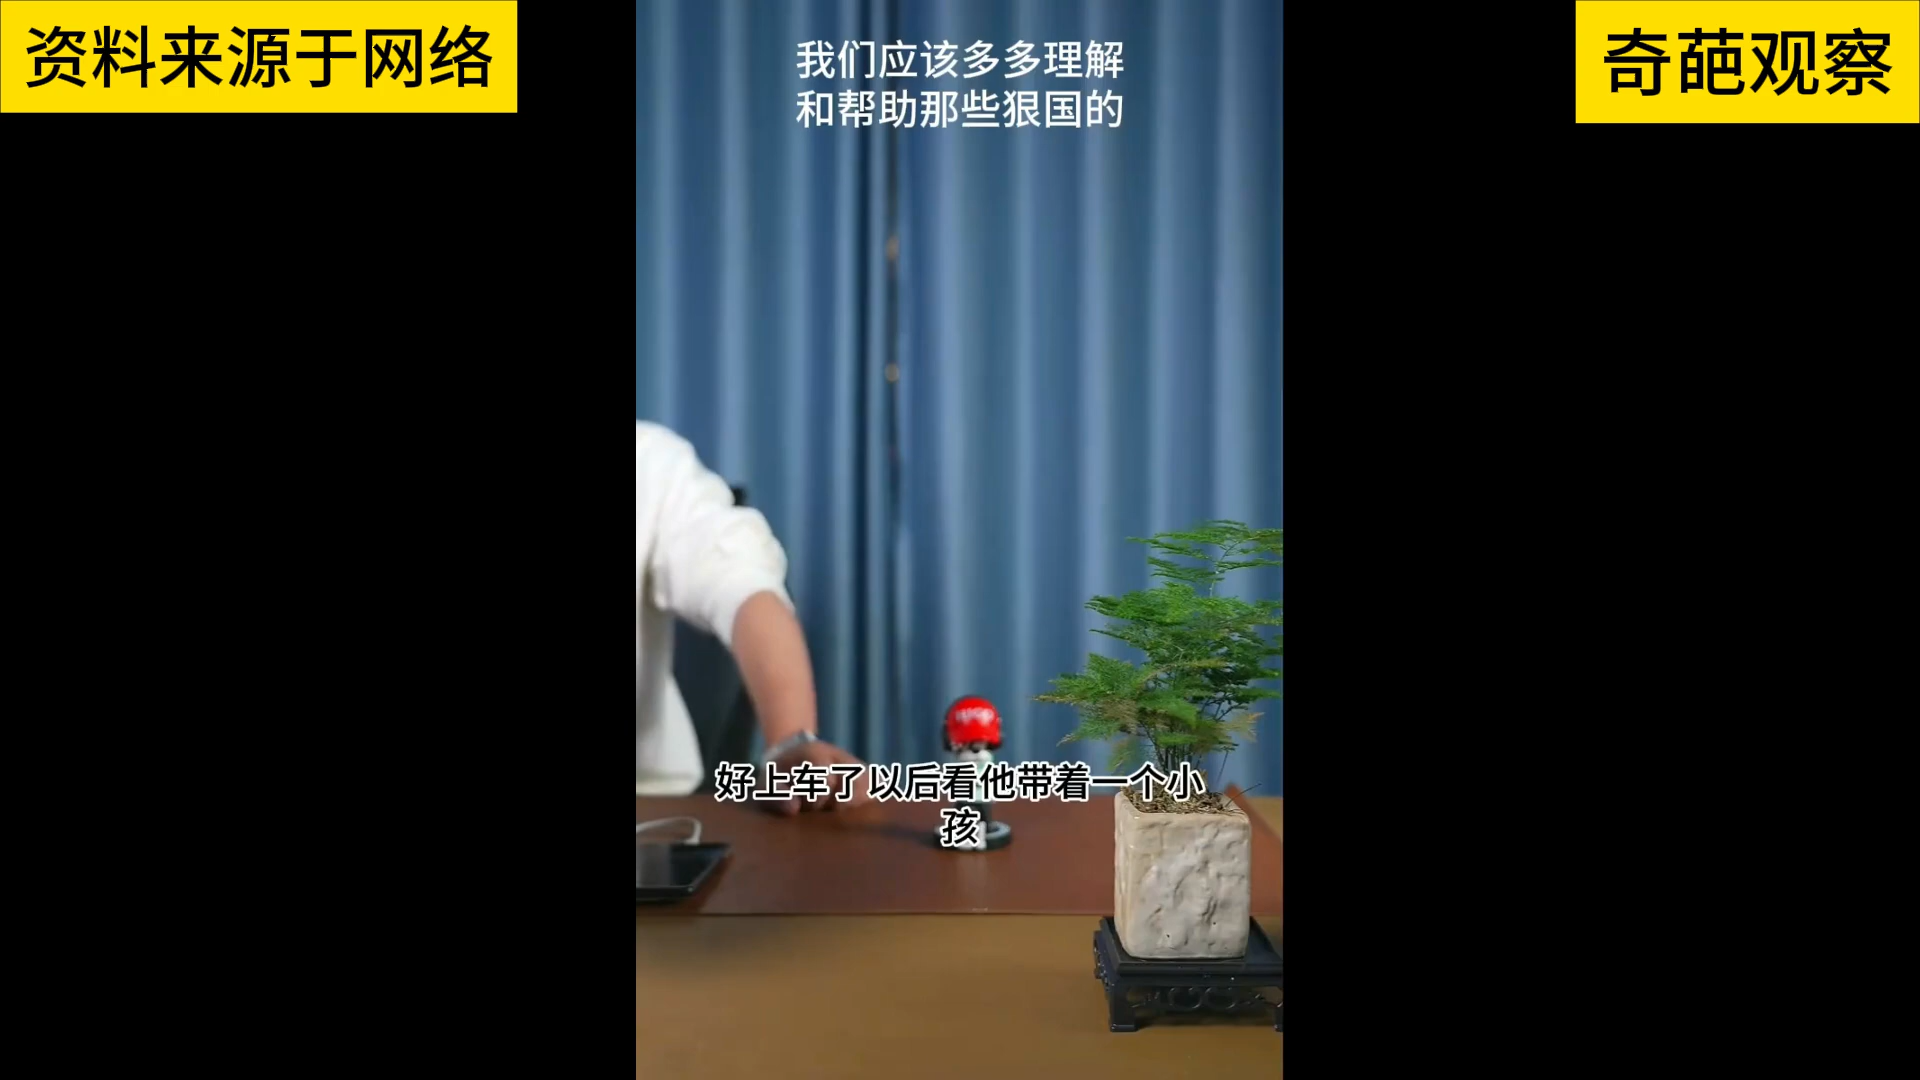 资料来源于网络
奇葩观察
我们应该多多理解
和帮助那些狠国的
好上车了以后看他带着一个小
孩